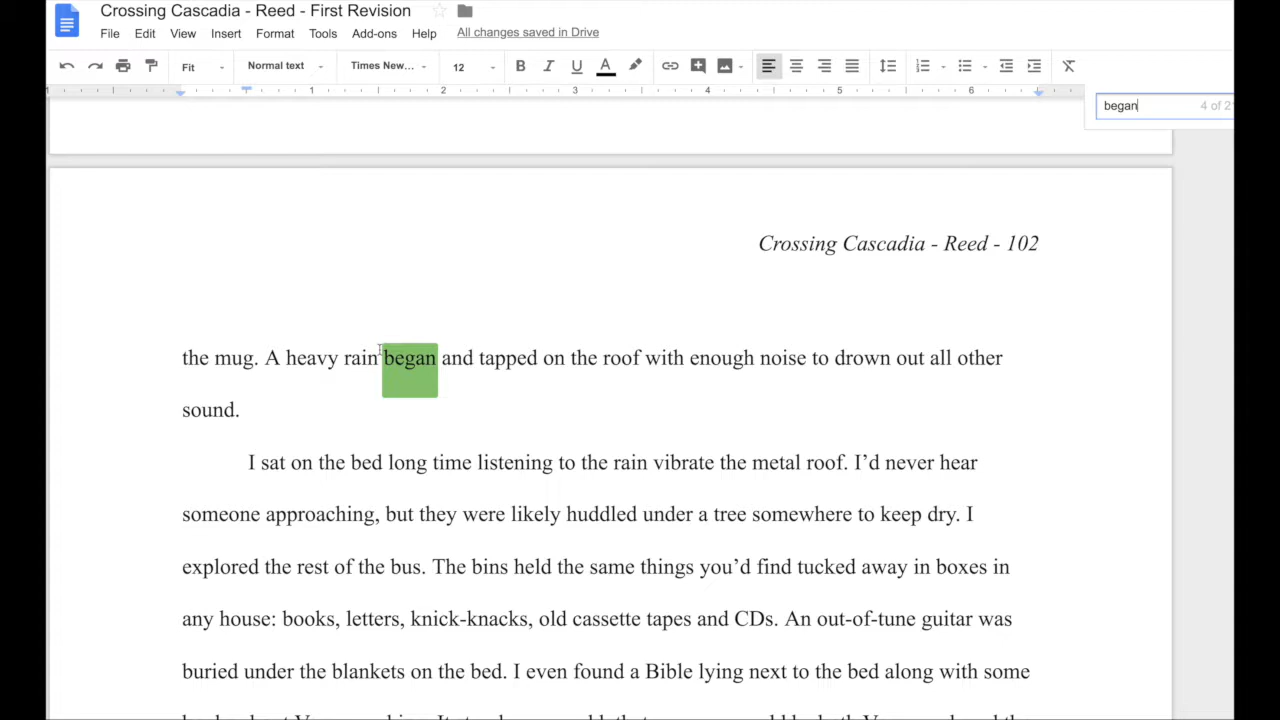 Crossing Cascadia - Reed - First Revision
File Edit View Insert Format Tools Add-ons Help All changes saved in Drive
Fit Normal text Times New... 12 B I U A
1 1 2 3 4 5 6
began 4 of 2
Crossing Cascadia - Reed - 102
the mug. A heavy rain began and tapped on the roof with enough noise to drown out all other
sound.
I sat on the bed long time listening to the rain vibrate the metal roof. I’d never hear
someone approaching, but they were likely huddled under a tree somewhere to keep dry. I
explored the rest of the bus. The bins held the same things you’d find tucked away in boxes in
any house: books, letters, knick-knacks, old cassette tapes and CDs. An out-of-tune guitar was
buried under the blankets on the bed. I even found a Bible lying next to the bed along with some